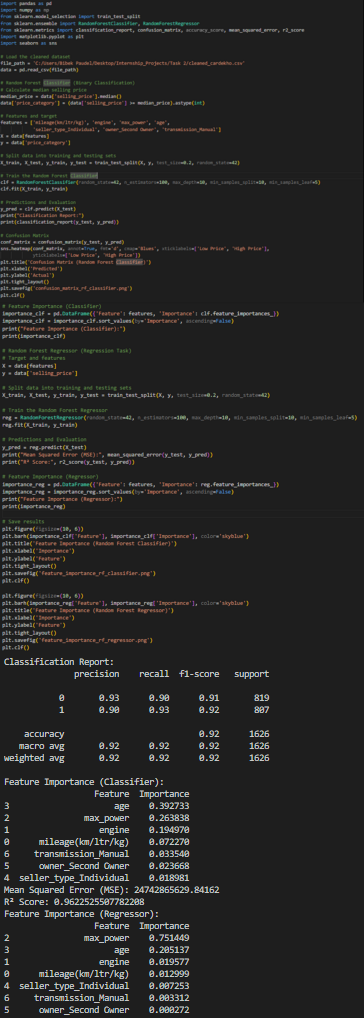 import pandas as pd
import numpy as np
from sklearn.model_selection import train_test_split
from sklearn.ensemble import RandomForestClassifier, RandomForestRegressor
from sklearn.metrics import classification_report, confusion_matrix, accuracy_score, mean_squared_error, r2_score
import matplotlib.pyplot as plt
import seaborn as sns
# Load the cleaned dataset
file_path = 'C:/Users/Bibek Paudel/Desktop/Internship_Projects/Task 1/cleaned_cardekho.csv'
data = pd.read_csv(file_path)
# Random Forest Classifier (Binary Classification)
# Calculate median selling price
median_price = data['selling_price'].median()
data['price_category'] = (data['selling_price'] >= median_price).astype(int)
# Features and target
features = ['mileage(km/ltr/kg)', 'engine', 'max_power', 'age',
'seller_type_Individual', 'owner_Second Owner', 'transmission_Manual']
X = data[features]
y = data['price_category']
# Split data into training and testing sets
X_train, X_test, y_train, y_test = train_test_split(X, y, test_size=0.2, random_state=42)
# Train the Random Forest Classifier
clf = RandomForestClassifier(random_state=42, n_estimators=100, max_depth=10, min_samples_split=10, min_samples_leaf=5)
clf.fit(X_train, y_train)
# Predictions and Evaluation
y_pred = clf.predict(X_test)
print("Classification Report:")
print(classification_report(y_test, y_pred))
# Confusion Matrix
conf_matrix = confusion_matrix(y_test, y_pred)
sns.heatmap(conf_matrix, annot=True, fmt='d', cmap='Blues', xticklabels=['Low Price', 'High Price'],
yticklabels=['Low Price', 'High Price'])
plt.title('Confusion Matrix (Random Forest Classifier)')
plt.xlabel('Predicted')
plt.ylabel('Actual')
plt.tight_layout()
plt.savefig('confusion_matrix_rf_classifier.png')
plt.clf()
# Feature Importance (Classifier)
importance_clf = pd.DataFrame({'Feature': features, 'Importance': clf.feature_importances_})
importance_clf = importance_clf.sort_values(by='Importance', ascending=False)
print("Feature Importance (Classifier):")
print(importance_clf)
# Random Forest Regressor (Regression Task)
# Target and Features
X = data[features]
y = data['selling_price']
# Split data into training and testing sets
X_train, X_test, y_train, y_test = train_test_split(X, y, test_size=0.2, random_state=42)
# Train the Random Forest Regressor
reg = RandomForestRegressor(random_state=42, n_estimators=100, max_depth=10, min_samples_split=10, min_samples_leaf=5)
reg.fit(X_train, y_train)
# Predictions and Evaluation
y_pred = reg.predict(X_test)
print("Mean Squared Error (MSE):", mean_squared_error(y_test, y_pred))
print("R² Score:", r2_score(y_test, y_pred))
# Feature Importance (Regressor)
importance_reg = pd.DataFrame({'Feature': features, 'Importance': reg.feature_importances_})
importance_reg = importance_reg.sort_values(by='Importance', ascending=False)
print("Feature Importance (Regressor):")
print(importance_reg)
# Save results
plt.figure(figsize=(10, 6))
plt.barh(importance_clf['Feature'], importance_clf['Importance'], color='skyblue')
plt.title('Feature Importance (Random Forest Classifier)')
plt.xlabel('Importance')
plt.ylabel('Feature')
plt.tight_layout()
plt.savefig('feature_importance_rf_classifier.png')
plt.clf()
plt.figure(figsize=(10, 6))
plt.barh(importance_reg['Feature'], importance_reg['Importance'], color='skyblue')
plt.title('Feature Importance (Random Forest Regressor)')
plt.xlabel('Importance')
plt.ylabel('Feature')
plt.tight_layout()
plt.savefig('feature_importance_rf_regressor.png')
plt.clf()
Classification Report:
precision recall f1-score support
0 0.93 0.90 0.91 819
1 0.90 0.93 0.92 807
accuracy 0.92 1626
macro avg 0.92 0.92 0.92 1626
weighted avg 0.92 0.92 0.92 1626
Feature Importance (Classifier):
Feature Importance
3 age 0.392733
2 max_power 0.263838
1 engine 0.194970
0 mileage(km/ltr/kg) 0.072270
6 transmission_Manual 0.033540
5 owner_Second Owner 0.023668
4 seller_type_Individual 0.018981
Mean Squared Error (MSE): 24742865629.84162
R² Score: 0.9622525507782208
Feature Importance (Regressor):
Feature Importance
2 max_power 0.751449
3 age 0.205137
1 engine 0.019577
0 mileage(km/ltr/kg) 0.012999
4 seller_type_Individual 0.007253
6 transmission_Manual 0.003312
5 owner_Second Owner 0.000272